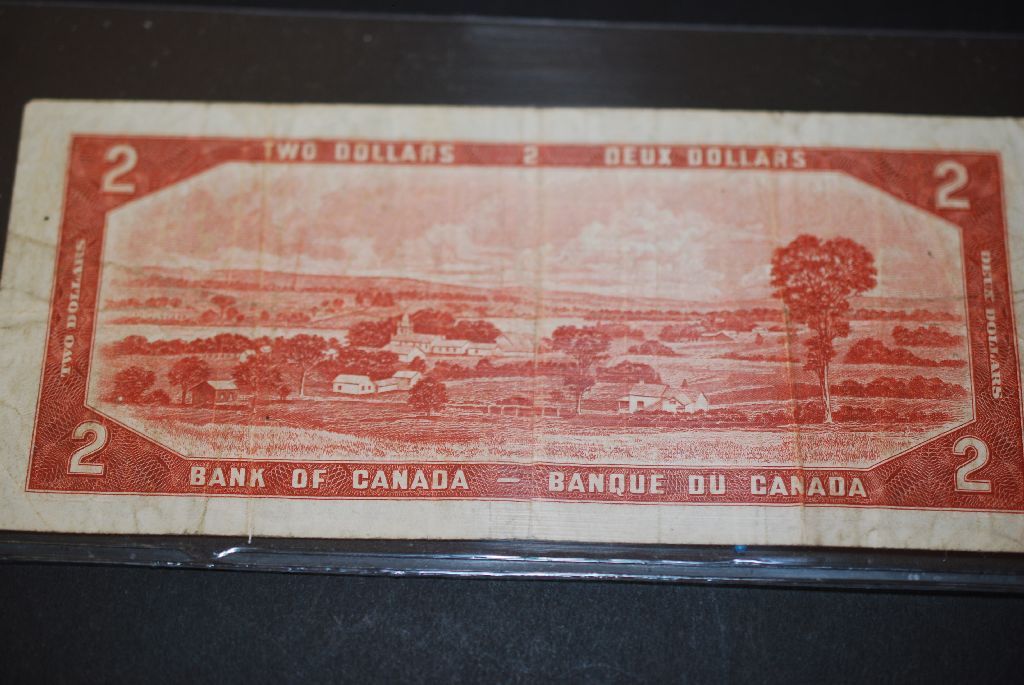 2 TWO DOLLARS 2 DEUX DOLLARS 2
TWO DOLLARS
DEUX DOLLARS
2 BANK OF CANADA — BANQUE DU CANADA 2